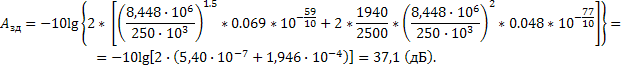 Aзд = −10lg{2 * [((8,448 · 10⁶)/(250 · 10³))^1.5 * 0.069 * 10^(−59/10) + 2 * 1940/2500 * ((8,448 · 10⁶)/(250 · 10³))² * 0.048 * 10^(−77/10)]} =
= −10lg[2 · (5,40 · 10⁻⁷ + 1,946 · 10⁻⁴)] = 37,1 (дБ).